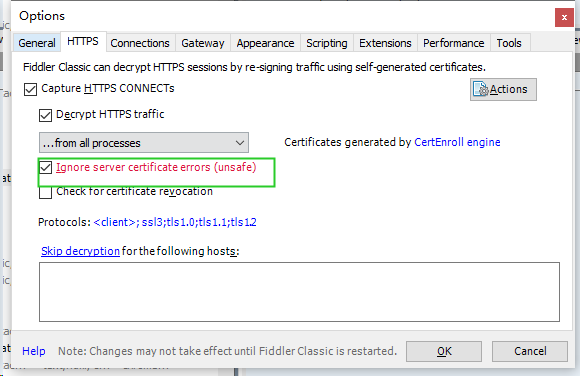 Options
General HTTPS Connections Gateway Appearance Scripting Extensions Performance Tools
Fiddler Classic can decrypt HTTPS sessions by re-signing traffic using self-generated certificates.
Capture HTTPS CONNECTs
Actions
Decrypt HTTPS traffic
...from all processes
Certificates generated by CertEnroll engine
Ignore server certificate errors (unsafe)
Check for certificate revocation
Protocols: <client>; ssl3;tls1.0;tls1.1;tls1.2
Skip decryption for the following hosts:
Help Note: Changes may not take effect until Fiddler Classic is restarted. OK Cancel